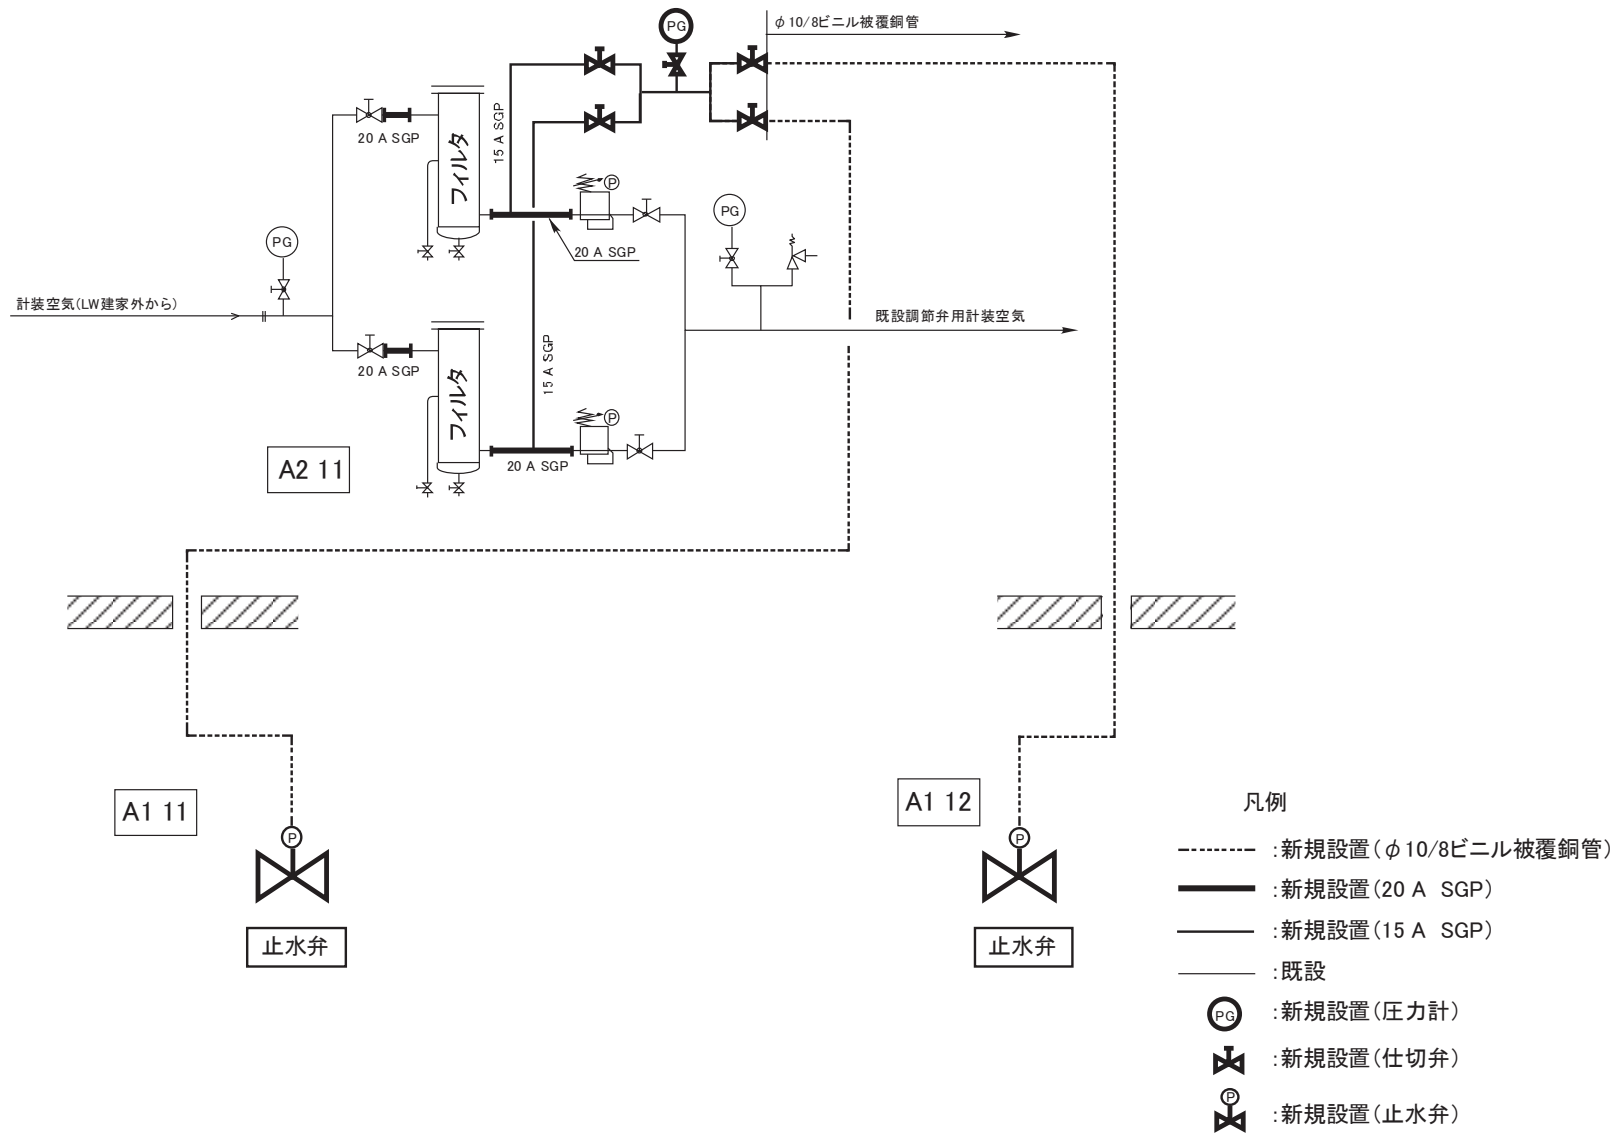 PG
φ10/8ビニル被覆銅管
20 A SGP
フィルタ
15 A SGP
P
20 A SGP
PG
PG
計装空気(LW建家外から)
既設調節弁用計装空気
20 A SGP
フィルタ
15 A SGP
P
20 A SGP
A2 11
A1 11
P
止水弁
A1 12
P
止水弁
凡例
:新規設置(φ10/8ビニル被覆銅管)
:新規設置(20 A SGP)
:新規設置(15 A SGP)
:既設
PG :新規設置(圧力計)
:新規設置(仕切弁)
P :新規設置(止水弁)